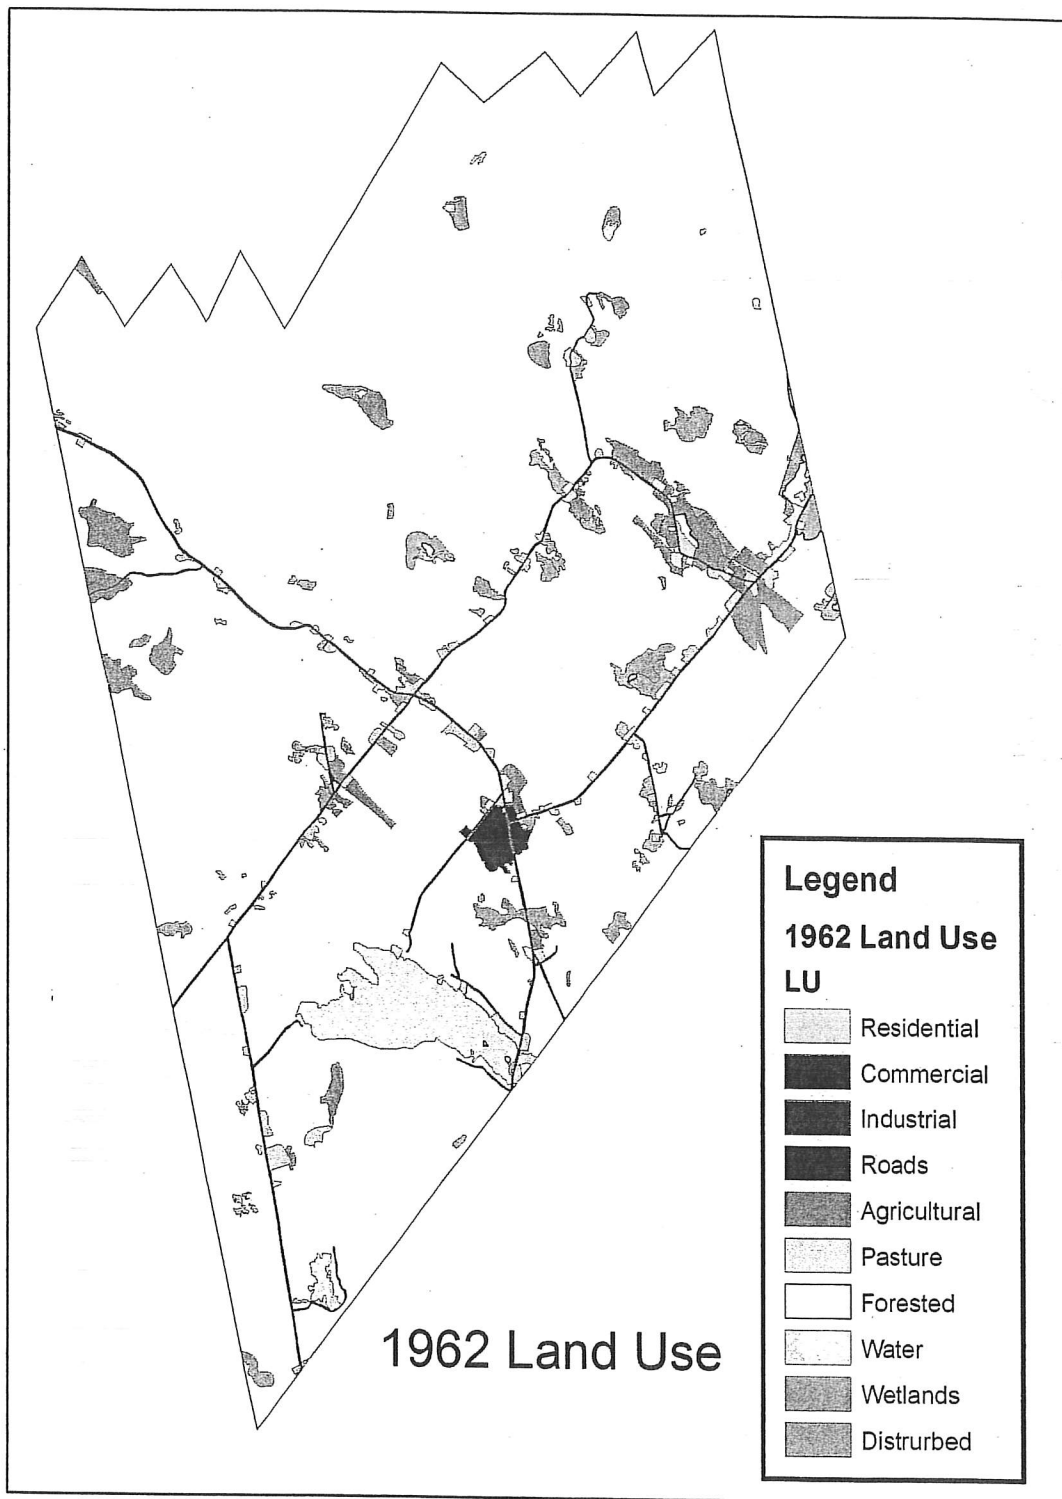 Legend
1962 Land Use
LU
Residential
Commercial
Industrial
Roads
Agricultural
Pasture
Forested
Water
Wetlands
Distrurbed
1962 Land Use